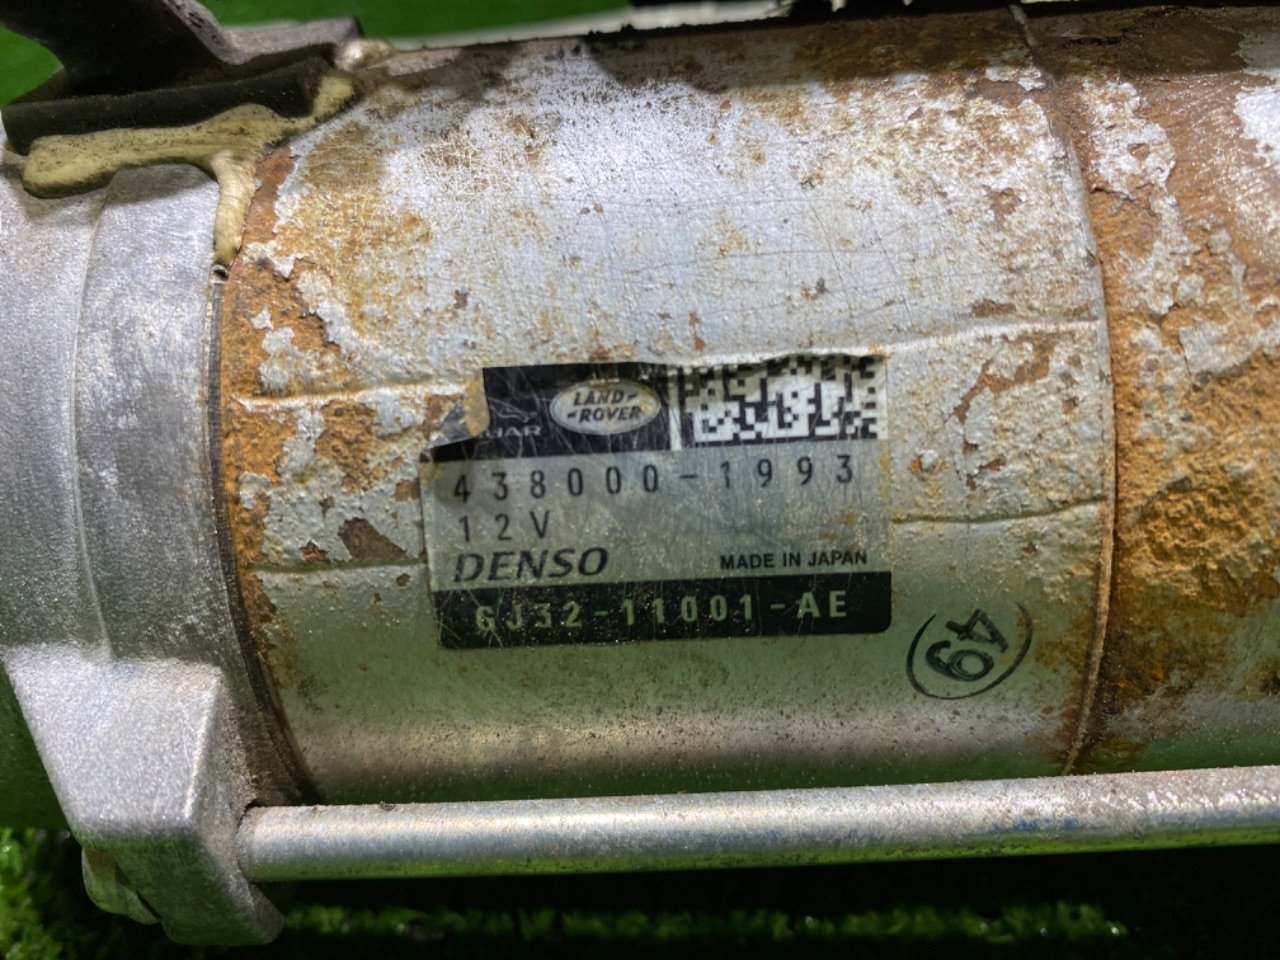 LAND-
-ROVER
438000-1993
12V
DENSO MADE IN JAPAN
GJ32-11001-AE
49